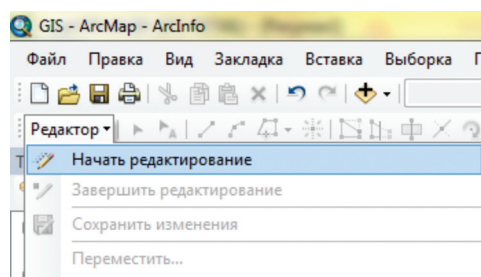 GIS - ArcMap - ArcInfo
Файл Правка Вид Закладка Вставка Выборка
Редактор
Начать редактирование
Завершить редактирование
Сохранить изменения
Переместить...